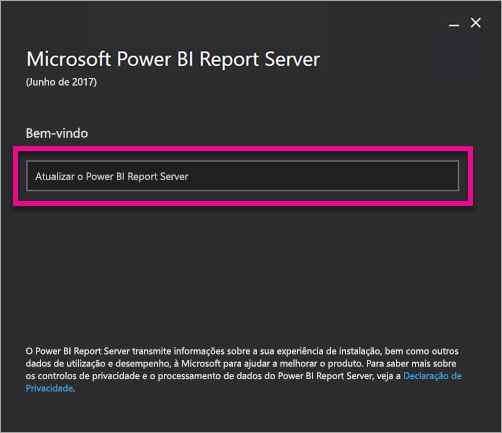 Microsoft Power BI Report Server
(Junho de 2017)
Bem-vindo
Atualizar o Power BI Report Server
O Power BI Report Server transmite informações sobre a sua experiência de instalação, bem como outros
dados de utilização e desempenho, à Microsoft para ajudar a melhorar o produto. Para saber mais sobre
os controlos de privacidade e o processamento de dados do Power BI Report Server, veja a Declaração de
Privacidade.